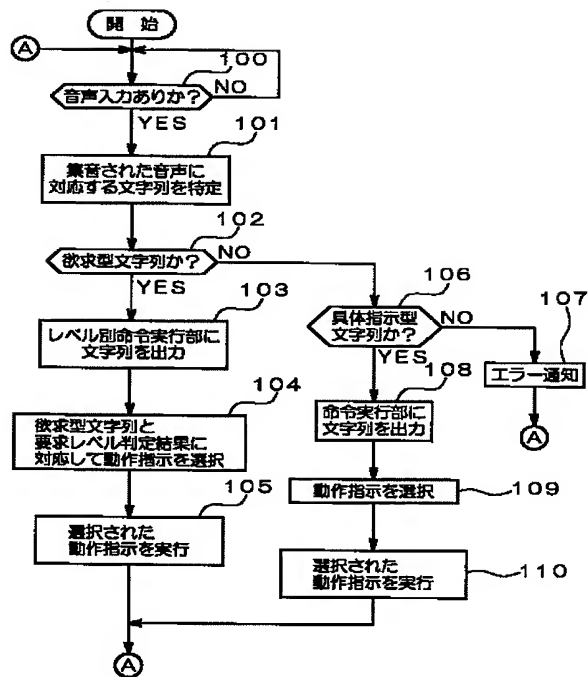 開始
A
100
音声入力ありか?
NO
YES
101
集音された音声に
対応する文字列を特定
102
欲求型文字列か?
NO
YES
103
レベル別命令実行部に
文字列を出力
104
欲求型文字列と
要求レベル判定結果に
対応して動作指示を選択
105
選択された
動作指示を実行
106
具体指示型
文字列か?
NO
YES
107
エラー通知
A
108
命令実行部に
文字列を出力
109
動作指示を選択
110
選択された
動作指示を実行
A